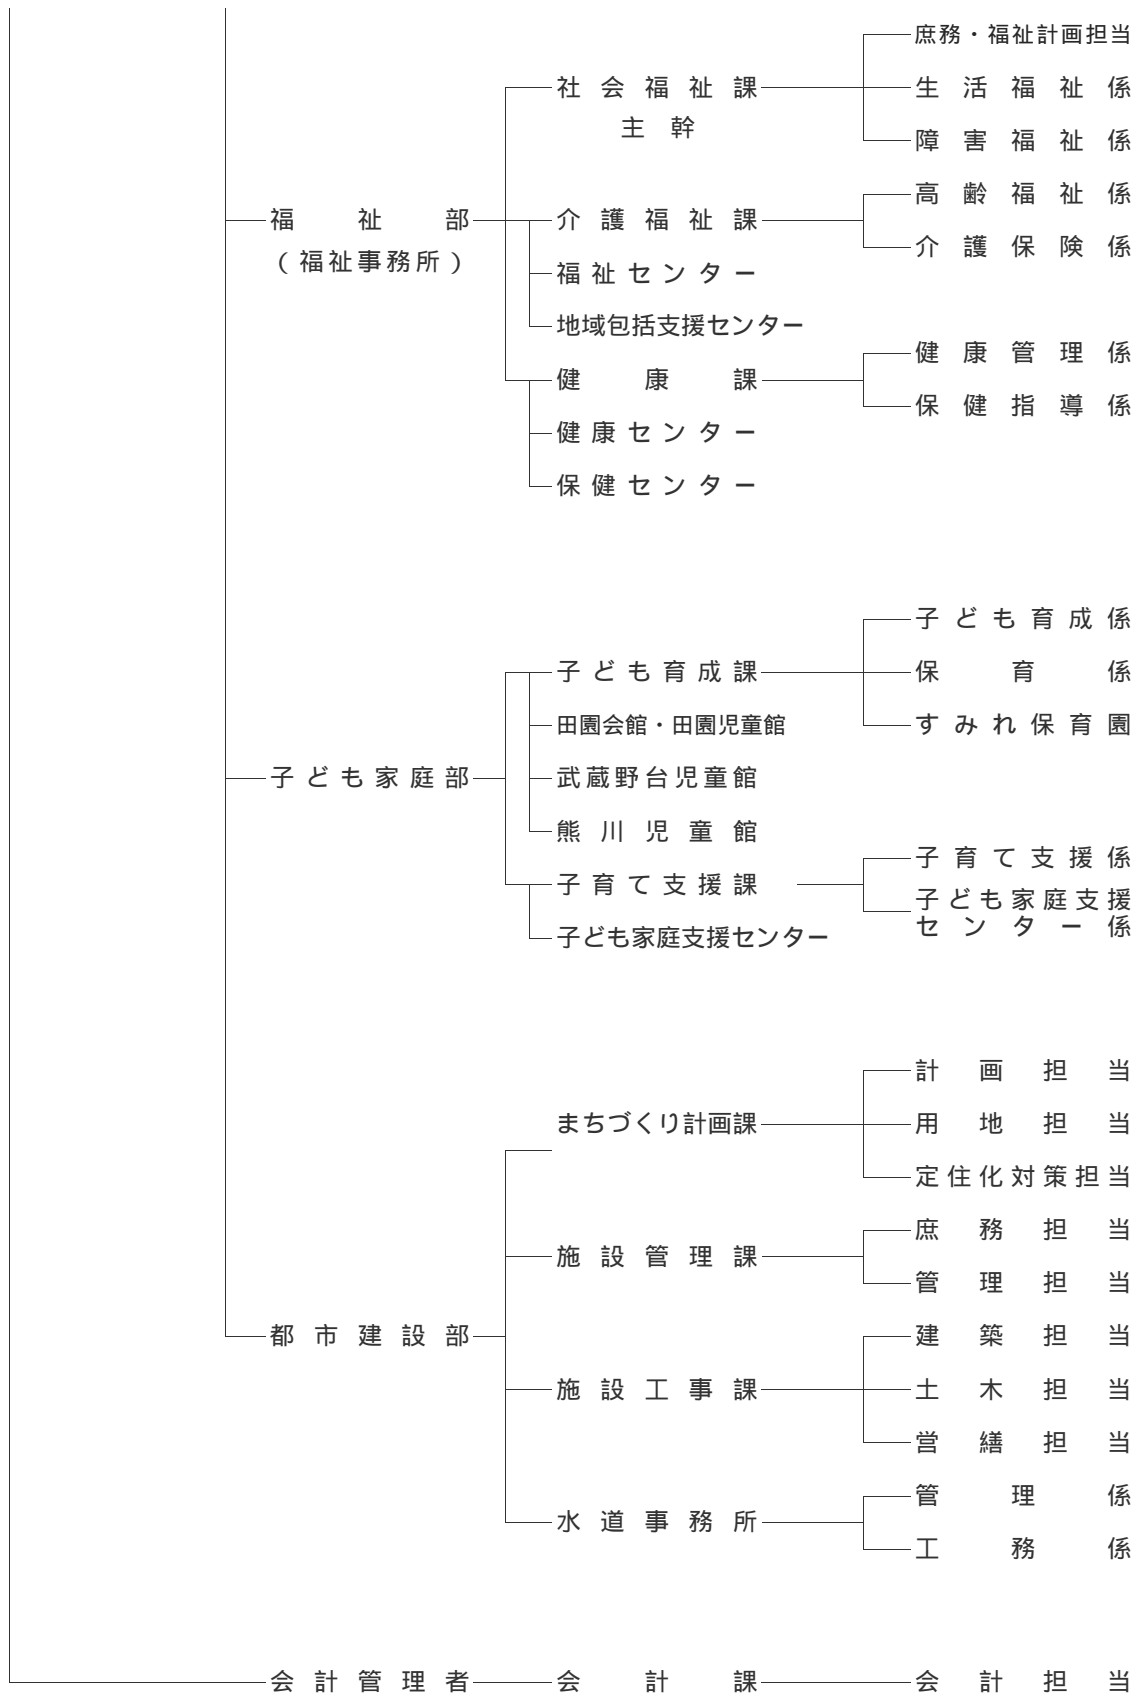 庶務・福祉計画担当
社会福祉課
生活福祉係
主幹
障害福祉係
高齢福祉係
福祉部
介護福祉課
(福祉事務所)
介護保険係
福祉センター
地域包括支援センター
健康管理係
健康課
保健指導係
健康センター
保健センター
子ども育成係
子ども育成課
保育係
田園会館・田園児童館
すみれ保育園
子ども家庭部
武蔵野台児童館
熊川児童館
子育て支援係
子育て支援課
子ども家庭支援
センター係
子ども家庭支援センター
計画担当
まちづくり計画課
用地担当
定住化対策担当
庶務担当
施設管理課
管理担当
都市建設部
建築担当
施設工事課
土木担当
営繕担当
管理係
水道事務所
工務係
会計管理者
会計課
会計担当